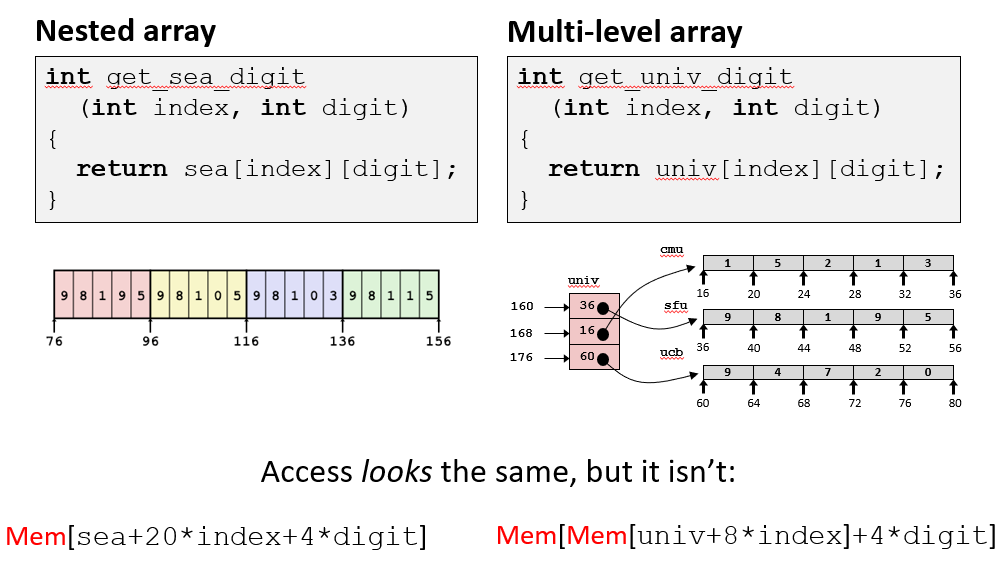 Nested array
int get_sea_digit
(int index, int digit)
{
return sea[index][digit];
}
Multi-level array
int get_univ_digit
(int index, int digit)
{
return univ[index][digit];
}
9 8 1 9 5 9 8 1 0 5 9 8 1 0 3 9 8 1 1 5
76 96 116 136 156
univ
160 36
168 16
176 60
cmu
1 5 2 1 3
16 20 24 28 32 36
sfu
9 8 1 9 5
36 40 44 48 52 56
ucb
9 4 7 2 0
60 64 68 72 76 80
Access looks the same, but it isn’t:
Mem[sea+20*index+4*digit]
Mem[Mem[univ+8*index]+4*digit]